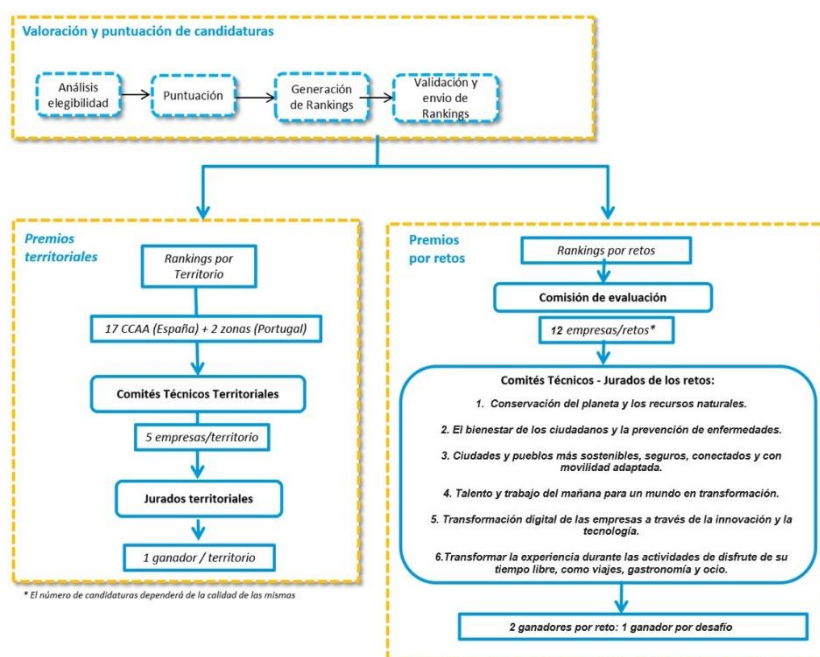 Valoración y puntuación de candidaturas
Análisis
elegibilidad
Puntuación
Generación
de Rankings
Validación y
envio de
Rankings
Premios
territoriales
Rankings por
Territorio
17 CCAA (España) + 2 zonas (Portugal)
Comités Técnicos Territoriales
5 empresas/territorio
Jurados territoriales
1 ganador / territorio
* El número de candidaturas dependerá de la calidad de las mismas
Premios
por retos
Rankings por retos
Comisión de evaluación
12 empresas/retos*
Comités Técnicos - Jurados de los retos:
1. Conservación del planeta y los recursos naturales.
2. El bienestar de los ciudadanos y la prevención de enfermedades.
3. Ciudades y pueblos más sostenibles, seguros, conectados y con
movilidad adaptada.
4. Talento y trabajo del mañana para un mundo en transformación.
5. Transformación digital de las empresas a través de la innovación y la
tecnología.
6.Transformar la experiencia durante las actividades de disfrute de su
tiempo libre, como viajes, gastronomía y ocio.
2 ganadores por reto: 1 ganador por desafío